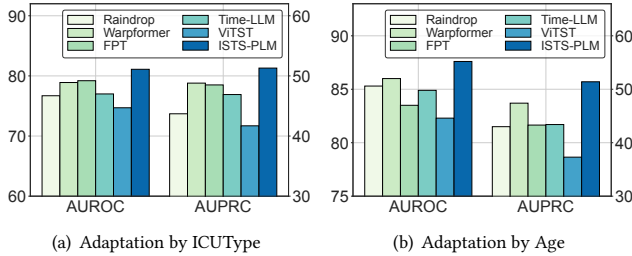 90
80
70
60
60
50
40
30
Raindrop
Warpformer
FPT
Time-LLM
ViTST
ISTS-PLM
AUROC
AUPRC
(a) Adaptation by ICUType
90
85
80
75
60
50
40
30
Raindrop
Warpformer
FPT
Time-LLM
ViTST
ISTS-PLM
AUROC
AUPRC
(b) Adaptation by Age